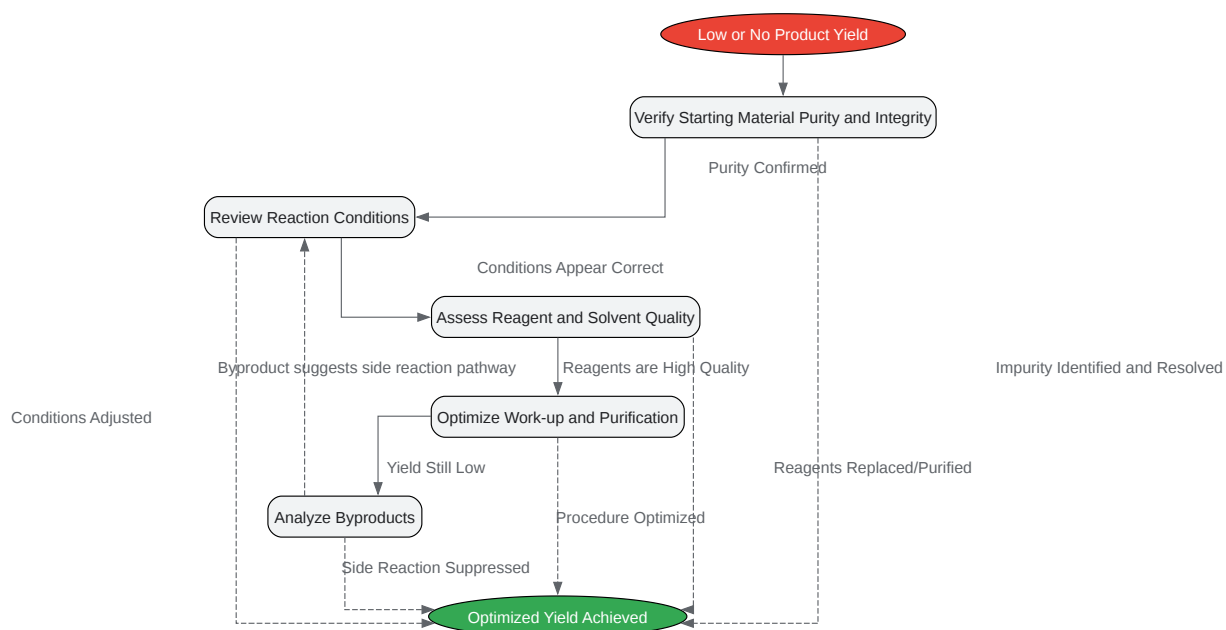 Low or No Product Yield
Verify Starting Material Purity and Integrity
Purity Confirmed
Review Reaction Conditions
Conditions Appear Correct
Assess Reagent and Solvent Quality
Byproduct suggests side reaction pathway
Reagents are High Quality
Impurity Identified and Resolved
Conditions Adjusted
Optimize Work-up and Purification
Yield Still Low
Reagents Replaced/Purified
Analyze Byproducts
Procedure Optimized
Side Reaction Suppressed
Optimized Yield Achieved